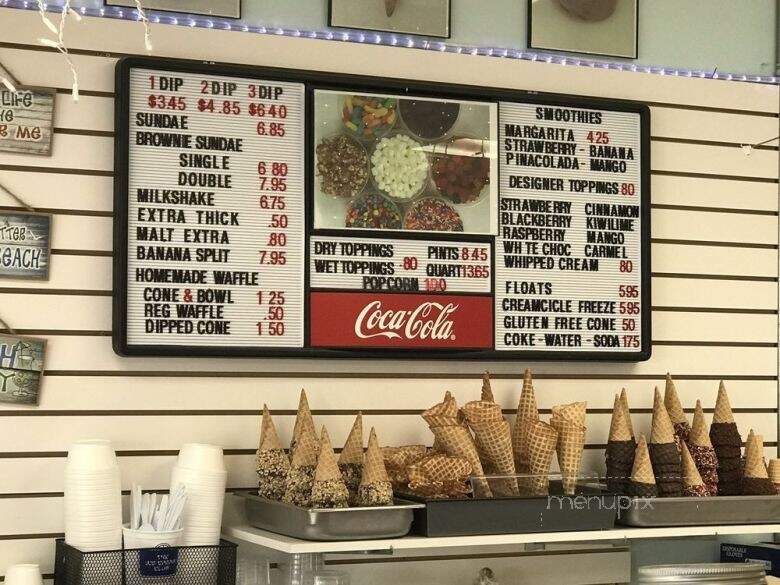 LIFE
B ME
BEACH
1 DIP 2 DIP 3 DIP
$3.45 $4.85 $6.40
SUNDAE 6.85
BROWNIE SUNDAE
SINGLE 6 80
DOUBLE 7.95
MILKSHAKE 6.75
EXTRA THICK .50
MALT EXTRA .80
BANANA SPLIT 7.95
HOMEMADE WAFFLE
CONE & BOWL 1 25
REG WAFFLE .50
DIPPED CONE 1 50
DRY TOPPINGS
WET TOPPINGS .80
PINTS 8.45
QUART 13.65
POPCORN 1.00
Coca-Cola
SMOOTHIES
MARGARITA 4.25
STRAWBERRY - BANANA
PINACOLADA - MANGO
DESIGNER TOPPINGS 80
STRAWBERRY CINNAMON
BLACKBERRY KIWILIME
RASPBERRY MANGO
WH TE CHOC CARMEL
WHIPPED CREAM 80
FLOATS 5.95
CREAMCICLE FREEZE 5.95
GLUTEN FREE CONE 50
COKE - WATER - SODA 1.75
menupix